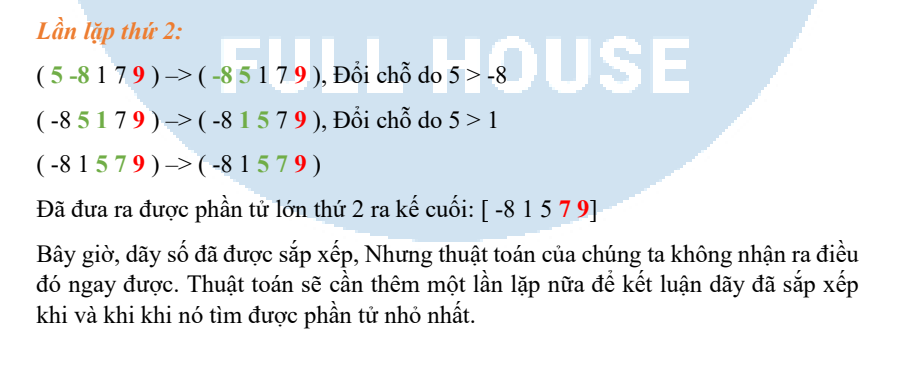 Lần lặp thứ 2:
FULL HOUSE
( 5 -8 1 7 9 ) –> ( -8 5 1 7 9 ), Đổi chỗ do 5 > -8
( -8 5 1 7 9 ) –> ( -8 1 5 7 9 ), Đổi chỗ do 5 > 1
( -8 1 5 7 9 ) –> ( -8 1 5 7 9 )
Đã đưa ra được phần tử lớn thứ 2 ra kế cuối: [ -8 1 5 7 9]
Bây giờ, dãy số đã được sắp xếp, Nhưng thuật toán của chúng ta không nhận ra điều
đó ngay được. Thuật toán sẽ cần thêm một lần lặp nữa để kết luận dãy đã sắp xếp
khi và khi khi nó tìm được phần tử nhỏ nhất.